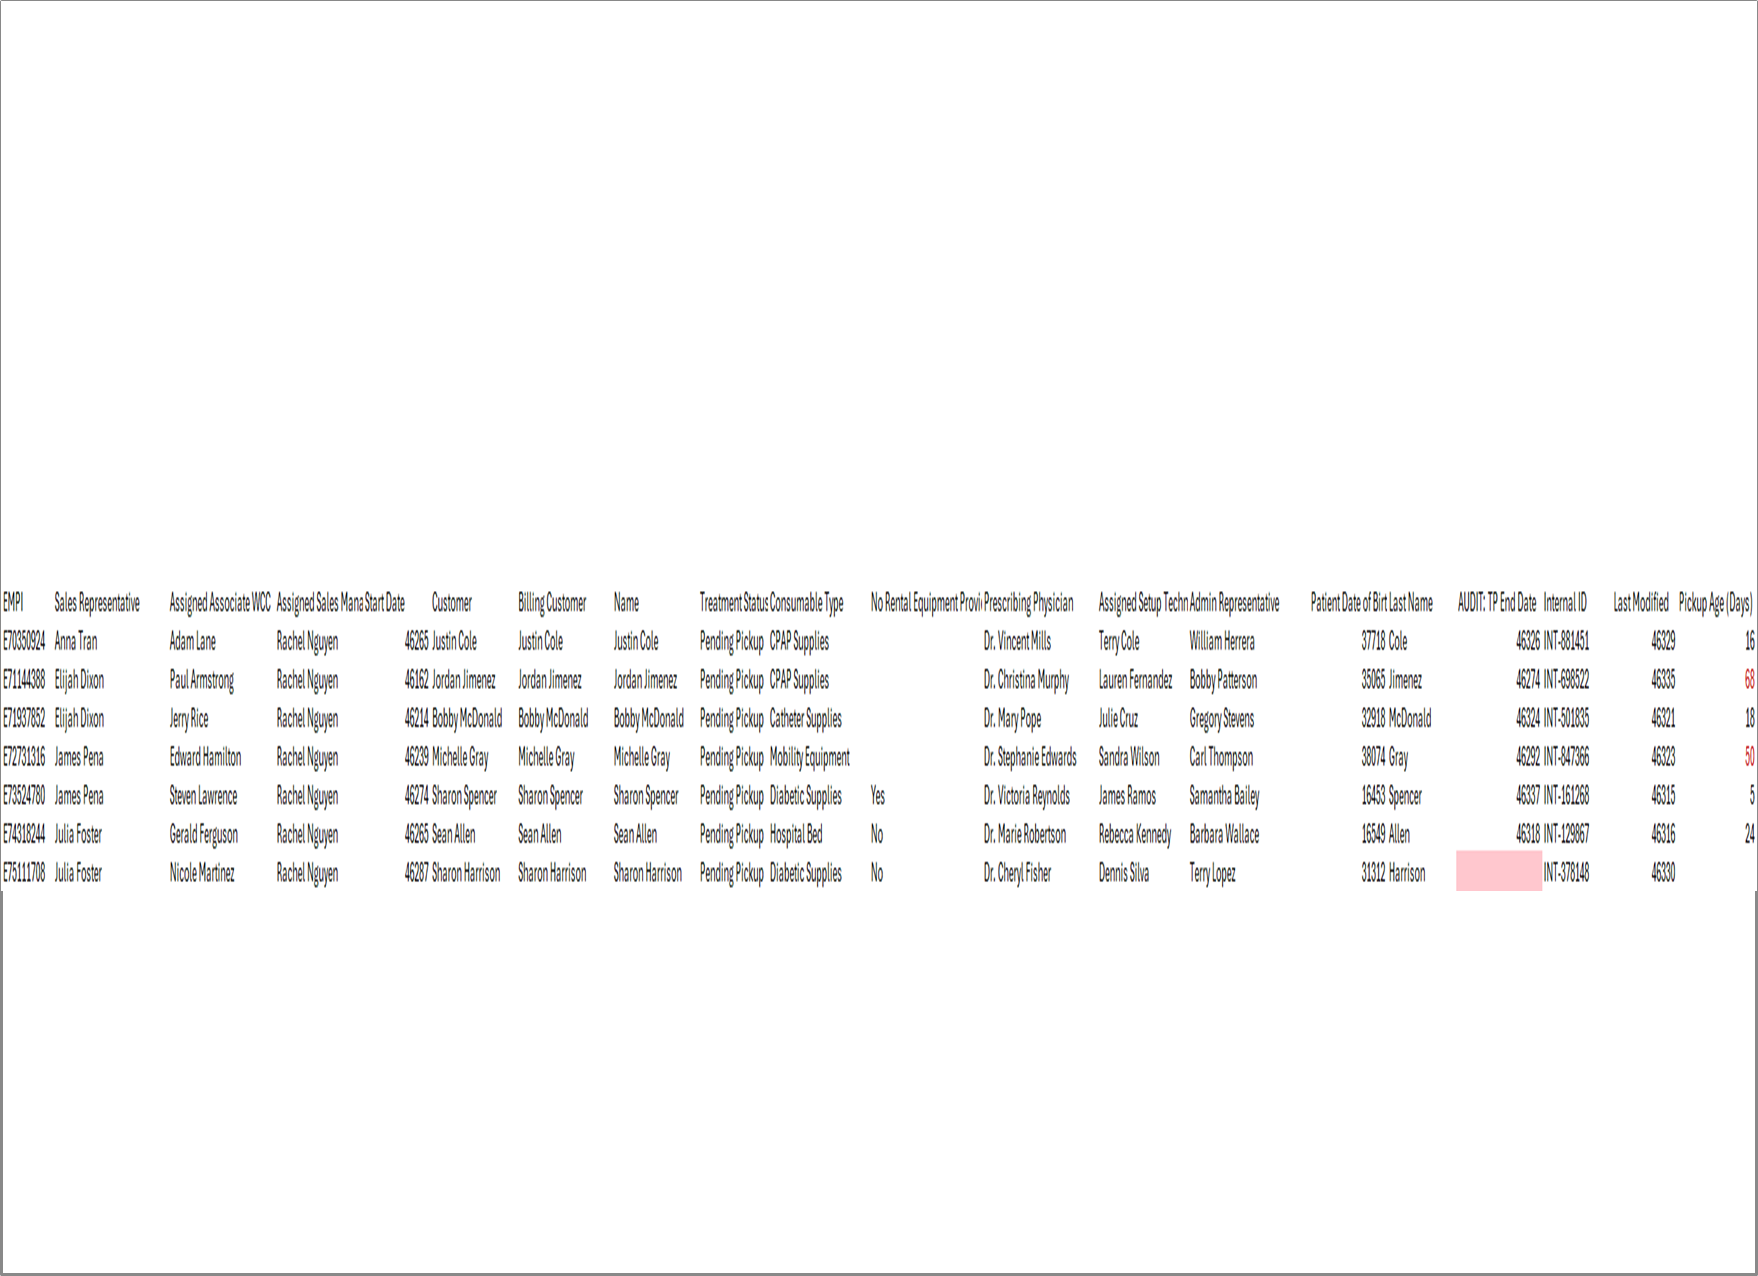 EMPI Sales Representative Assigned Associate WCC Assigned Sales Mana Start Date Customer Billing Customer Name Treatment Status Consumable Type No Rental Equipment Provi Prescribing Physician Assigned Setup Techn Admin Representative Patient Date of Birt Last Name AUDIT: TP End Date Internal ID Last Modified Pickup Age (Days)
E70350924 Anna Tran Adam Lane Rachel Nguyen 46265 Justin Cole Justin Cole Justin Cole Pending Pickup CPAP Supplies Dr. Vincent Mills Terry Cole William Herrera 37718 Cole 46326 INT-881451 46329 16
E71144388 Elijah Dixon Paul Armstrong Rachel Nguyen 46162 Jordan Jimenez Jordan Jimenez Jordan Jimenez Pending Pickup CPAP Supplies Dr. Christina Murphy Lauren Fernandez Bobby Patterson 35065 Jimenez 46274 INT-698522 46335 68
E71937852 Elijah Dixon Jerry Rice Rachel Nguyen 46214 Bobby McDonald Bobby McDonald Bobby McDonald Pending Pickup Catheter Supplies Dr. Mary Pope Julie Cruz Gregory Stevens 32918 McDonald 46324 INT-501835 46321 18
E72731316 James Pena Edward Hamilton Rachel Nguyen 46239 Michelle Gray Michelle Gray Michelle Gray Pending Pickup Mobility Equipment Dr. Stephanie Edwards Sandra Wilson Carl Thompson 38074 Gray 46292 INT-847366 46323 50
E73524780 James Pena Steven Lawrence Rachel Nguyen 46274 Sharon Spencer Sharon Spencer Sharon Spencer Pending Pickup Diabetic Supplies Yes Dr. Victoria Reynolds James Ramos Samantha Bailey 16453 Spencer 46337 INT-161268 46315 5
E74318244 Julia Foster Gerald Ferguson Rachel Nguyen 46265 Sean Allen Sean Allen Sean Allen Pending Pickup Hospital Bed No Dr. Marie Robertson Rebecca Kennedy Barbara Wallace 16549 Allen 46318 INT-129867 46316 24
E75111708 Julia Foster Nicole Martinez Rachel Nguyen 46287 Sharon Harrison Sharon Harrison Sharon Harrison Pending Pickup Diabetic Supplies No Dr. Cheryl Fisher Dennis Silva Terry Lopez 31312 Harrison INT-378148 46330